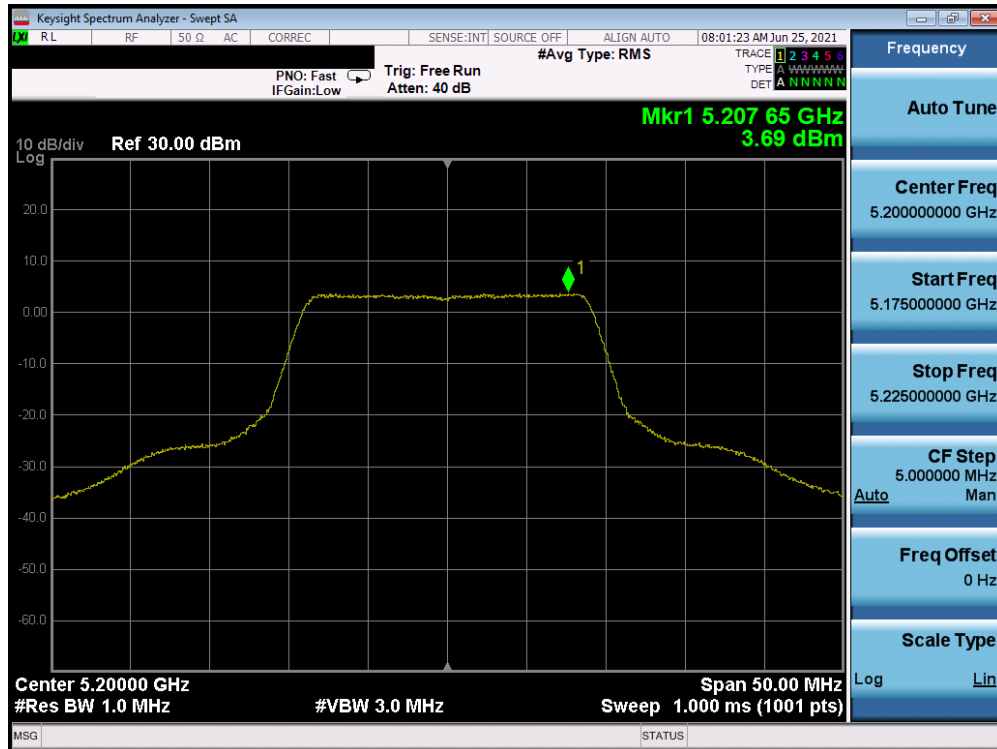 Keysight Spectrum Analyzer - Swept SA
LXI RL RF 50 Ω AC CORREC SENSE:INT SOURCE OFF ALIGN AUTO 08:01:23 AM Jun 25, 2021
#Avg Type: RMS
TRACE 1 2 3 4 5 6
TYPE A W W W W W
DET A N N N N N
PNO: Fast
IFGain:Low
Trig: Free Run
Atten: 40 dB
Mkr1 5.207 65 GHz
3.69 dBm
10 dB/div
Log
Ref 30.00 dBm
20.0
10.0
0.00
-10.0
-20.0
-30.0
-40.0
-50.0
-60.0
1
Center 5.20000 GHz
Span 50.00 MHz
#Res BW 1.0 MHz
#VBW 3.0 MHz
Sweep 1.000 ms (1001 pts)
MSG
STATUS
Frequency
Auto Tune
Center Freq
5.200000000 GHz
Start Freq
5.175000000 GHz
Stop Freq
5.225000000 GHz
CF Step
5.000000 MHz
Auto Man
Freq Offset
0 Hz
Scale Type
Log Lin